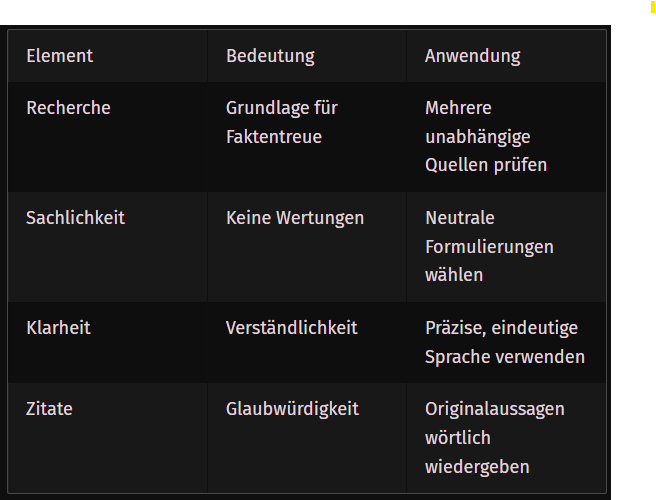 Element Bedeutung Anwendung
Recherche Grundlage für Mehrere
Faktentreue unabhängige
Quellen prüfen
Sachlichkeit Keine Wertungen Neutrale
Formulierungen
wählen
Klarheit Verständlichkeit Präzise, eindeutige
Sprache verwenden
Zitate Glaubwürdigkeit Originalaussagen
wörtlich
wiedergeben